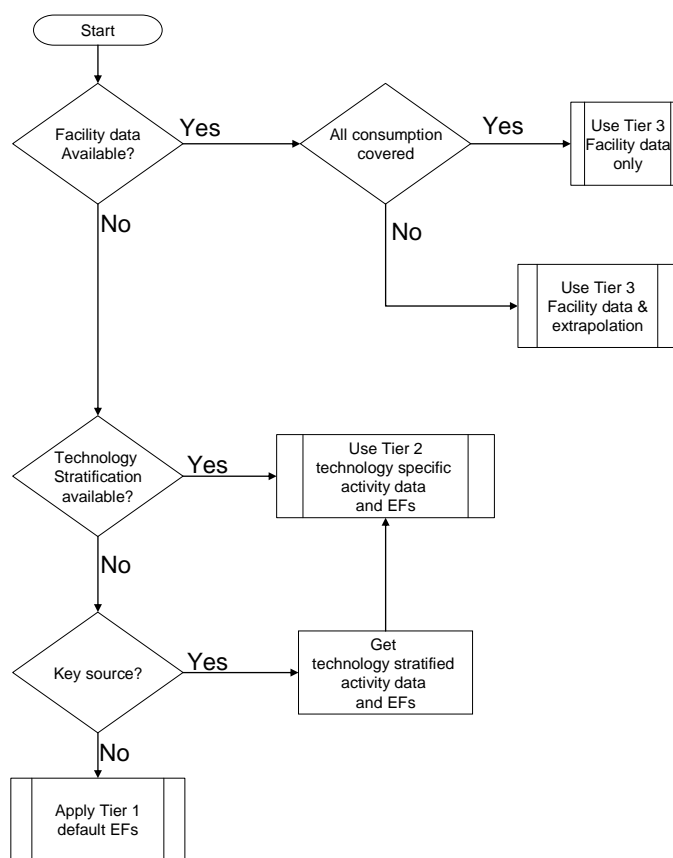 Start
Facility data
Available?
Yes
All consumption
covered
Yes
Use Tier 3
Facility data
only
No
No
Use Tier 3
Facility data &
extrapolation
Technology
Stratification
available?
Yes
Use Tier 2
technology specific
activity data
and EFs
No
Key source?
Yes
Get
technology stratified
activity data
and EFs
No
Apply Tier 1
default EFs